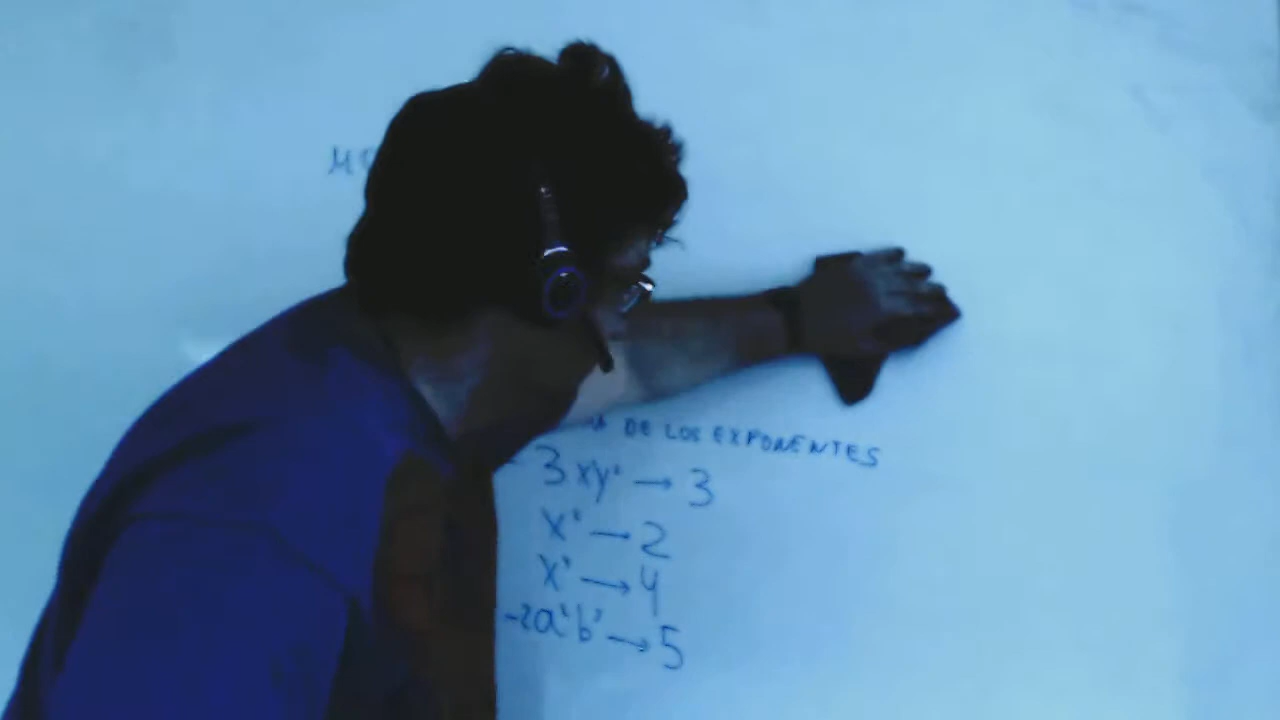 DE LOS EXPONENTES
3xy² → 3
x² → 2
x⁴ → 4
-2a²b³ → 5